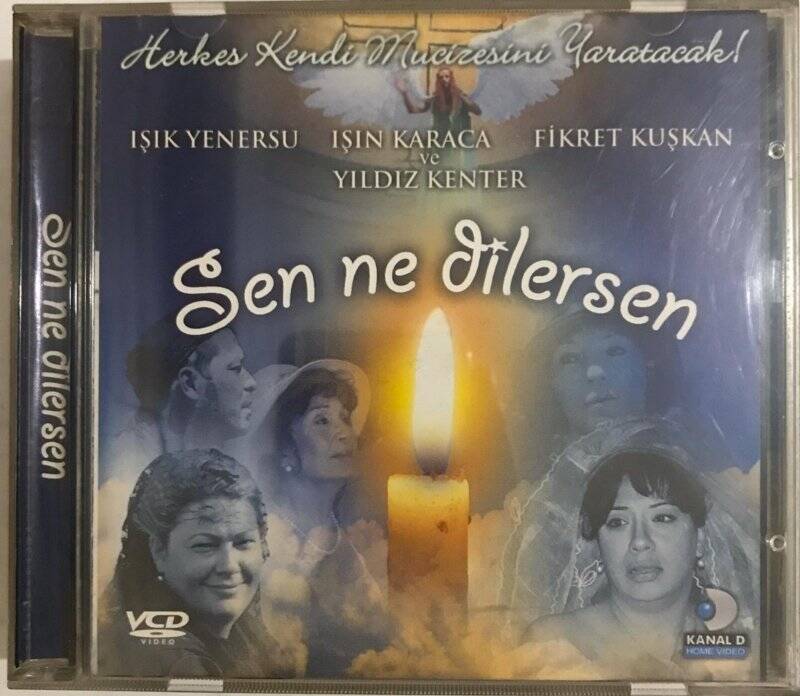 Herkes Kendi Mucizesini Yaratacak!
IŞIK YENERSU IŞIN KARACA FİKRET KUŞKAN
ve
YILDIZ KENTER
Sen ne dilersen
Sen ne dilersen
VCD
VIDEO
KANAL D
HOME VIDEO